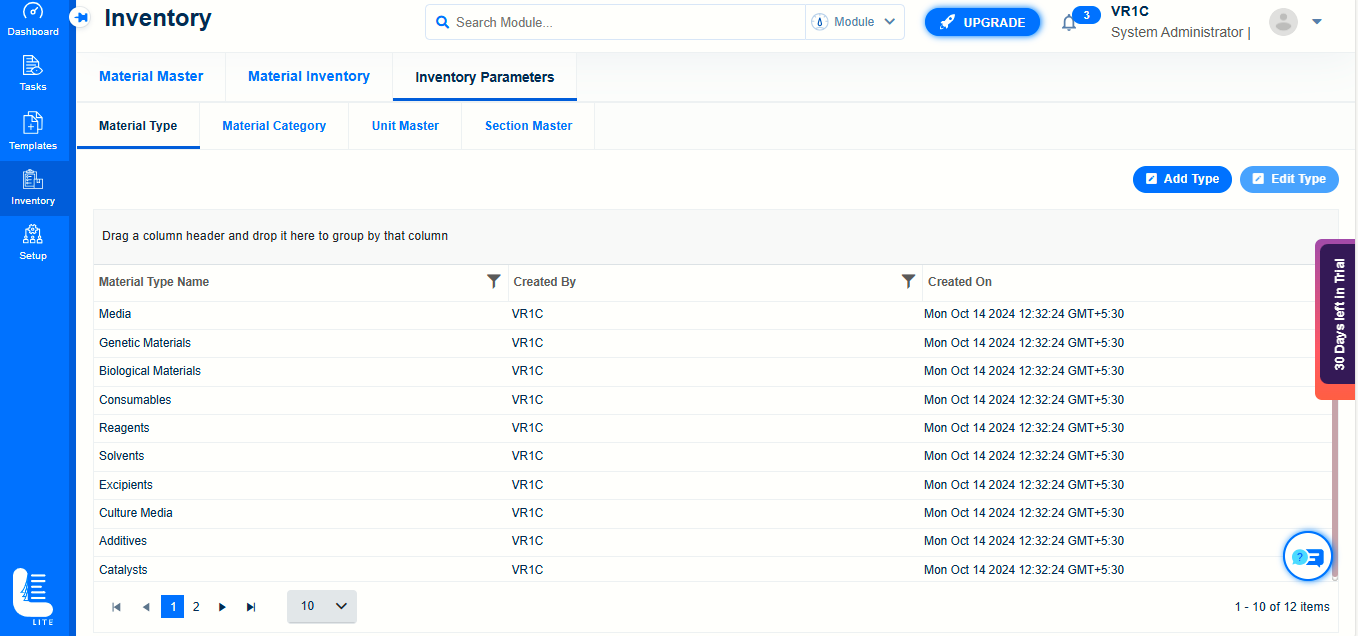 Dashboard
Tasks
Templates
Inventory
Setup
LITE
Inventory
Search Module...
Module
UPGRADE
3
VR1C
System Administrator |
Material Master
Material Inventory
Inventory Parameters
Material Type
Material Category
Unit Master
Section Master
Add Type
Edit Type
Drag a column header and drop it here to group by that column
Material Type Name Created By Created On
Media VR1C Mon Oct 14 2024 12:32:24 GMT+5:30
Genetic Materials VR1C Mon Oct 14 2024 12:32:24 GMT+5:30
Biological Materials VR1C Mon Oct 14 2024 12:32:24 GMT+5:30
Consumables VR1C Mon Oct 14 2024 12:32:24 GMT+5:30
Reagents VR1C Mon Oct 14 2024 12:32:24 GMT+5:30
Solvents VR1C Mon Oct 14 2024 12:32:24 GMT+5:30
Excipients VR1C Mon Oct 14 2024 12:32:24 GMT+5:30
Culture Media VR1C Mon Oct 14 2024 12:32:24 GMT+5:30
Additives VR1C Mon Oct 14 2024 12:32:24 GMT+5:30
Catalysts VR1C Mon Oct 14 2024 12:32:24 GMT+5:30
1 2 10 1 - 10 of 12 items
30 Days left in Trial
?